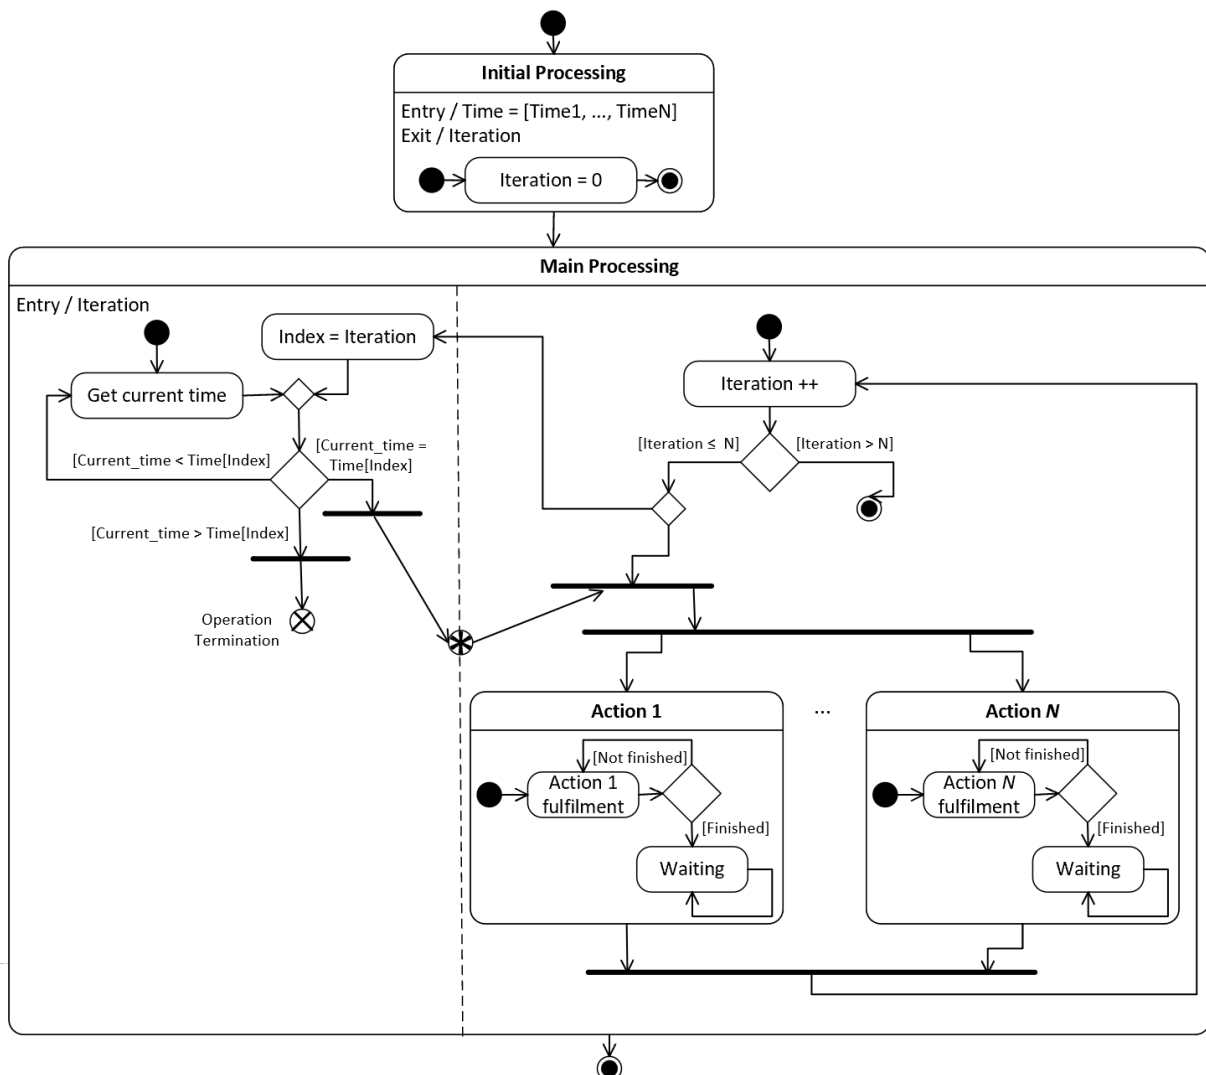 Initial Processing
Entry / Time = [Time1, ..., TimeN]
Exit / Iteration
Iteration = 0
Main Processing
Entry / Iteration
Index = Iteration
Get current time
[Current_time < Time[Index]
[Current_time =
Time[Index]
[Current_time > Time[Index]
Operation
Termination
Iteration ++
[Iteration ≤ N]
[Iteration > N]
Action 1
[Not finished]
Action 1
fulfilment
[Finished]
Waiting
...
Action N
[Not finished]
Action N
fulfilment
[Finished]
Waiting